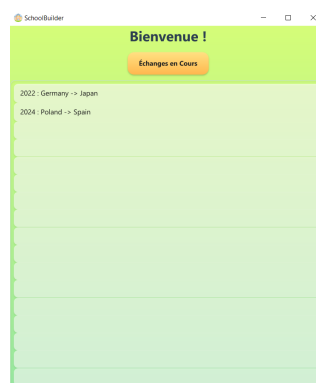 SchoolBuilder
Bienvenue !
Échanges en Cours
2022 : Germany -> Japan
2024 : Poland -> Spain